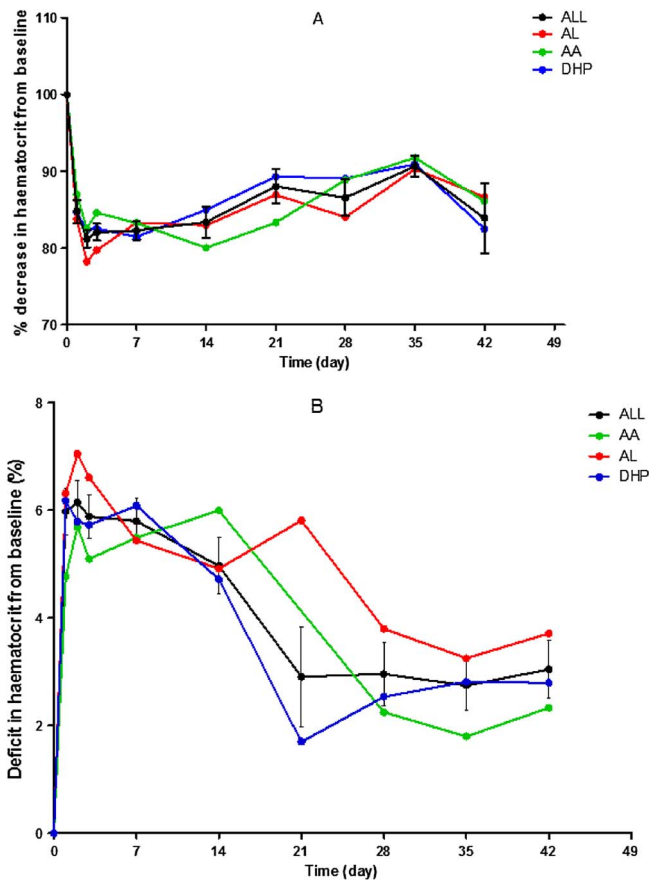 A
ALL
AL
AA
DHP
% decrease in haematocrit from baseline
110
100
90
80
70
0
7
14
21
28
35
42
49
Time (day)
B
ALL
AA
AL
DHP
Deficit in haematocrit from baseline (%)
8
6
4
2
0
0
7
14
21
28
35
42
49
Time (day)